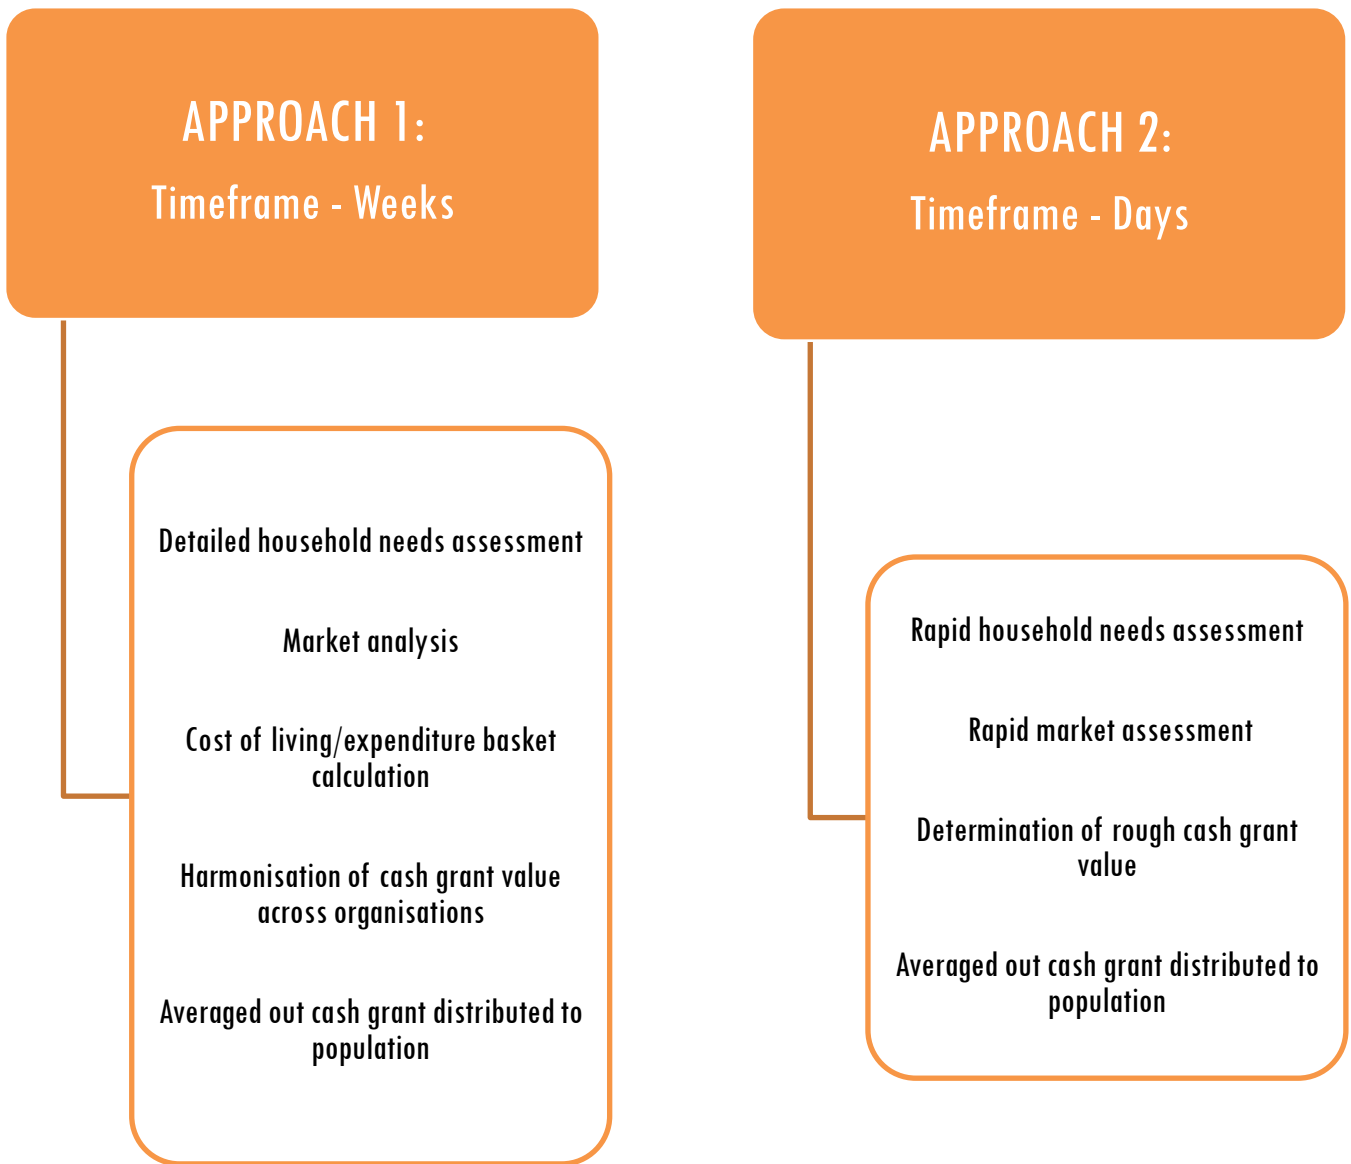 APPROACH 1:
Timeframe - Weeks
Detailed household needs assessment
Market analysis
Cost of living/expenditure basket
calculation
Harmonisation of cash grant value
across organisations
Averaged out cash grant distributed to
population
APPROACH 2:
Timeframe - Days
Rapid household needs assessment
Rapid market assessment
Determination of rough cash grant
value
Averaged out cash grant distributed to
population